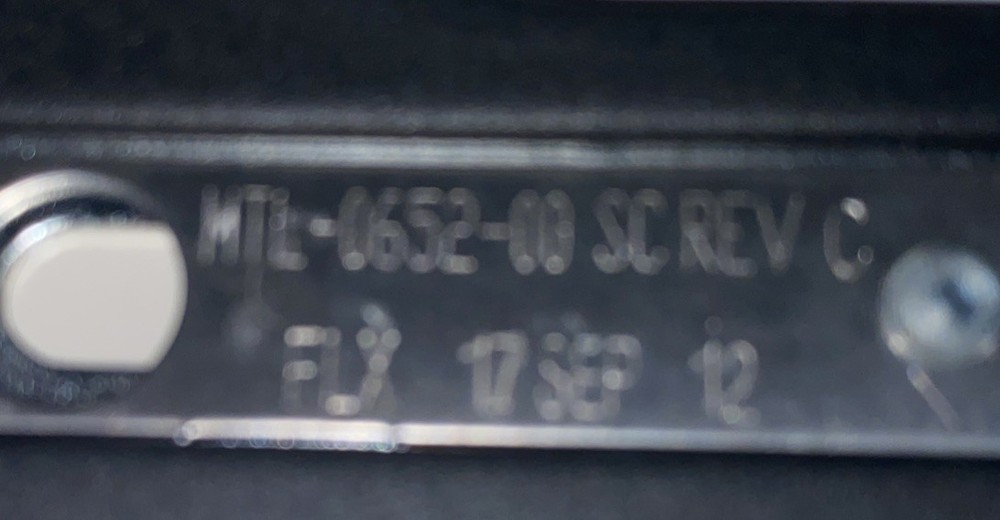 MTL-0652-00 SC REV C
FLX 17 SEP 12